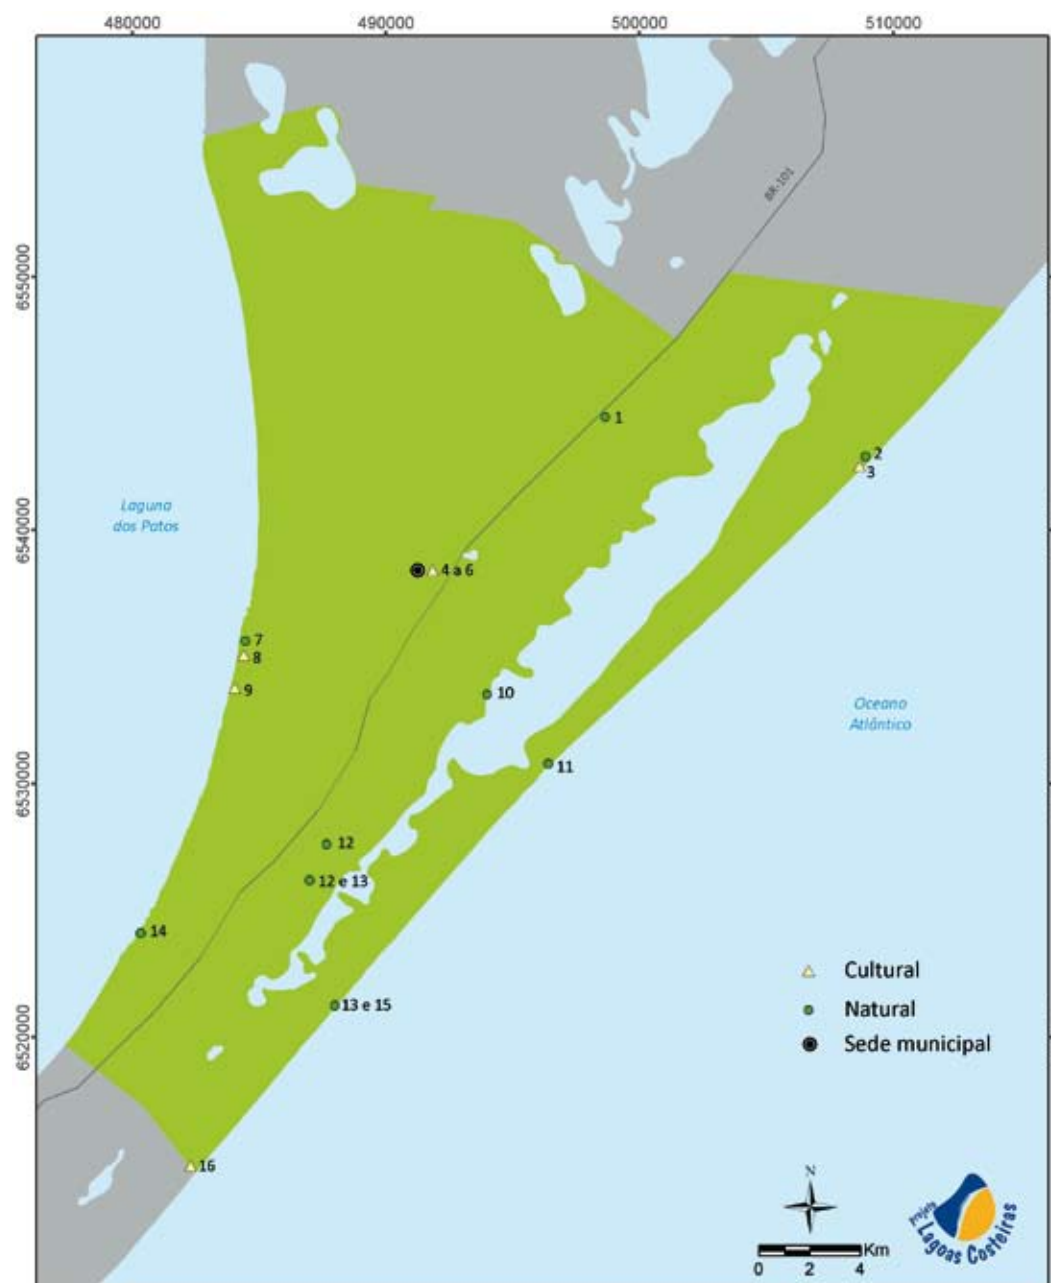 480000
490000
500000
510000
6550000
6540000
6530000
6520000
BR-101
Laguna
dos Patos
Oceano
Atlântico
1
2
3
4 a 6
7
8
9
10
11
12
12 e 13
14
13 e 15
16
Cultural
Natural
Sede municipal
N
Km
0 2 4
projeto
Lagoas Costeiras